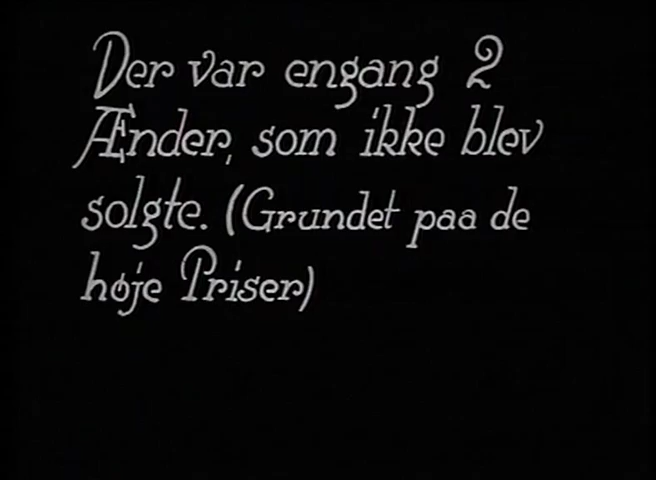 Der var engang 2
Ænder, som ikke blev
solgte. (Grundet paa de
høje Priser)